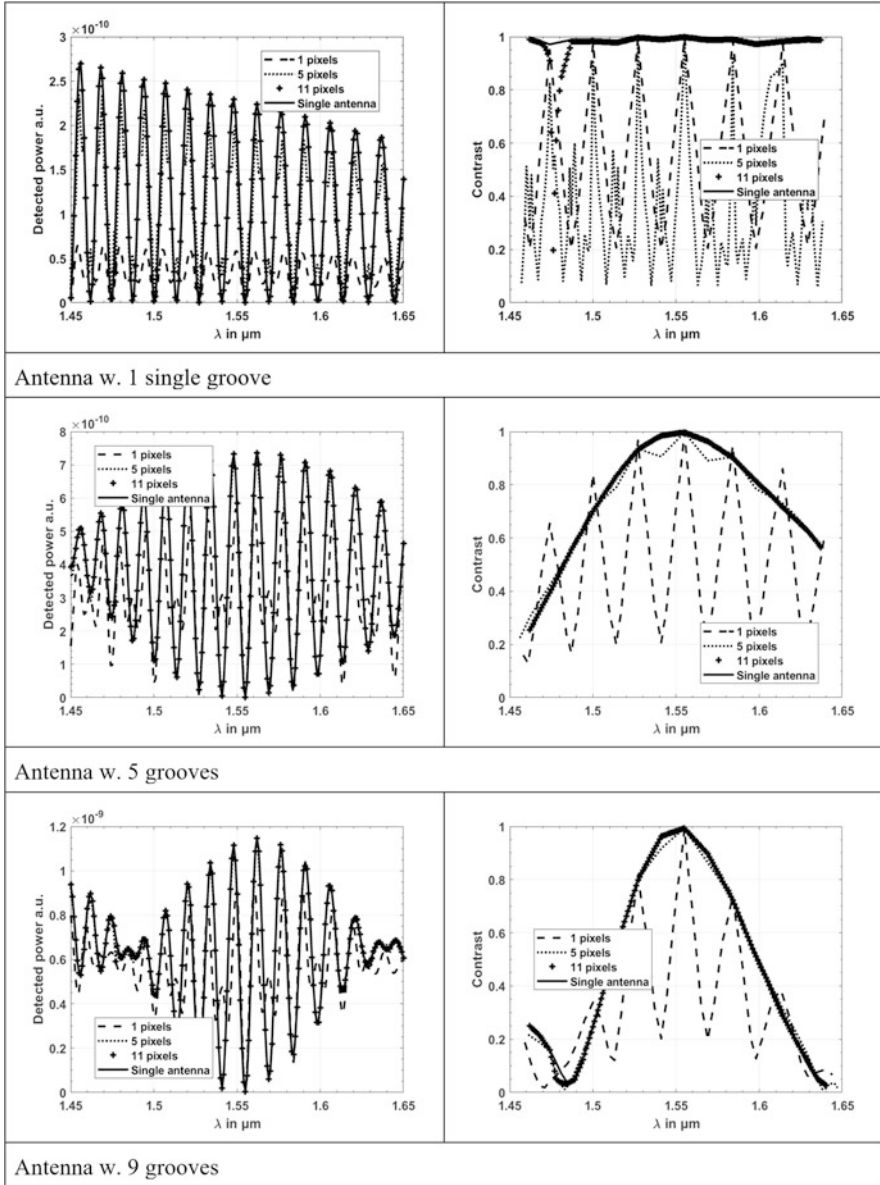 ×10⁻¹⁰
3
2.5
2
1.5
1
0.5
0
Detected power a.u.
1 pixels
5 pixels
11 pixels
Single antenna
1.45 1.5 1.55 1.6 1.65
λ in µm
1
0.8
0.6
0.4
0.2
0
Contrast
1 pixels
5 pixels
11 pixels
Single antenna
1.45 1.5 1.55 1.6 1.65
λ in µm
Antenna w. 1 single groove
×10⁻¹⁰
8
7
6
5
4
3
2
1
0
Detected power a.u.
1 pixels
5 pixels
11 pixels
Single antenna
1.45 1.5 1.55 1.6 1.65
λ in µm
1
0.8
0.6
0.4
0.2
0
Contrast
1 pixels
5 pixels
11 pixels
Single antenna
1.45 1.5 1.55 1.6 1.65
λ in µm
Antenna w. 5 grooves
×10⁻⁹
1.2
1
0.8
0.6
0.4
0.2
0
Detected power a.u.
1 pixels
5 pixels
11 pixels
Single antenna
1.45 1.5 1.55 1.6 1.65
λ in µm
1
0.8
0.6
0.4
0.2
0
Contrast
1 pixels
5 pixels
11 pixels
Single antenna
1.45 1.5 1.55 1.6 1.65
λ in µm
Antenna w. 9 grooves